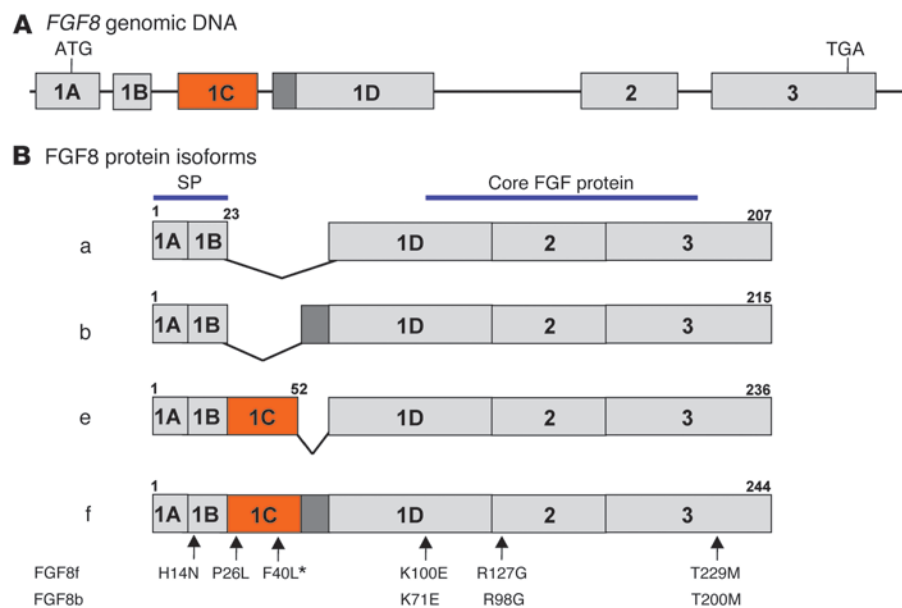 A FGF8 genomic DNA
ATG TGA
1A 1B 1C 1D 2 3
B FGF8 protein isoforms
SP Core FGF protein
1 23 207
a 1A 1B 1D 2 3
1 215
b 1A 1B 1D 2 3
1 52 236
e 1A 1B 1C 1D 2 3
1 244
f 1A 1B 1C 1D 2 3
FGF8f H14N P26L F40L* K100E R127G T229M
FGF8b K71E R98G T200M